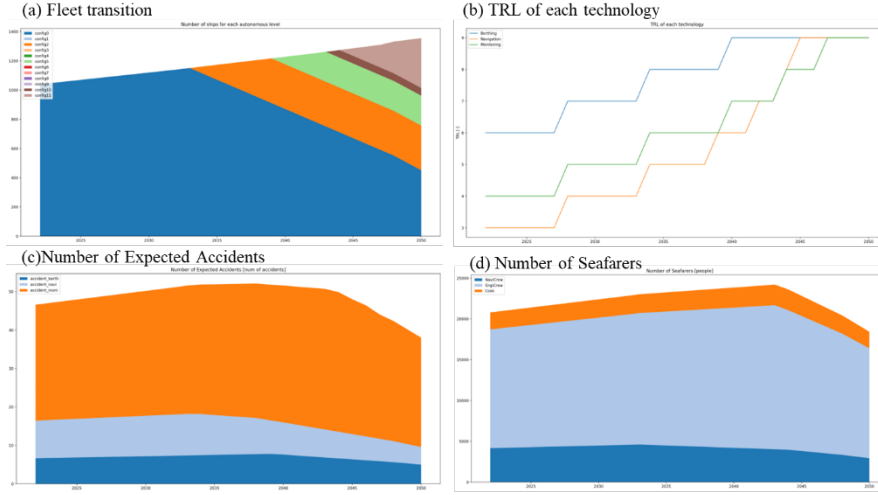 (a) Fleet transition
Number of ships for each autonomous level
config0
config1
config2
config3
config4
config5
config6
config7
config8
config9
config10
config11
1400
1200
1000
800
600
400
200
0
2025
2030
2035
2040
2045
2050
(b) TRL of each technology
TRL of each technology
Berthing
Navigation
Monitoring
TRL [-]
9
8
7
6
5
4
3
2025
2030
2035
2040
2045
2050
(c)Number of Expected Accidents
Number of Expected Accidents [num of accidents]
accident_berth
accident_navi
accident_moni
50
40
30
20
10
0
2025
2030
2035
2040
2045
2050
(d) Number of Seafarers
Number of Seafarers [people]
NaviCrew
EngiCrew
Cook
25000
20000
15000
10000
5000
0
2025
2030
2035
2040
2045
2050